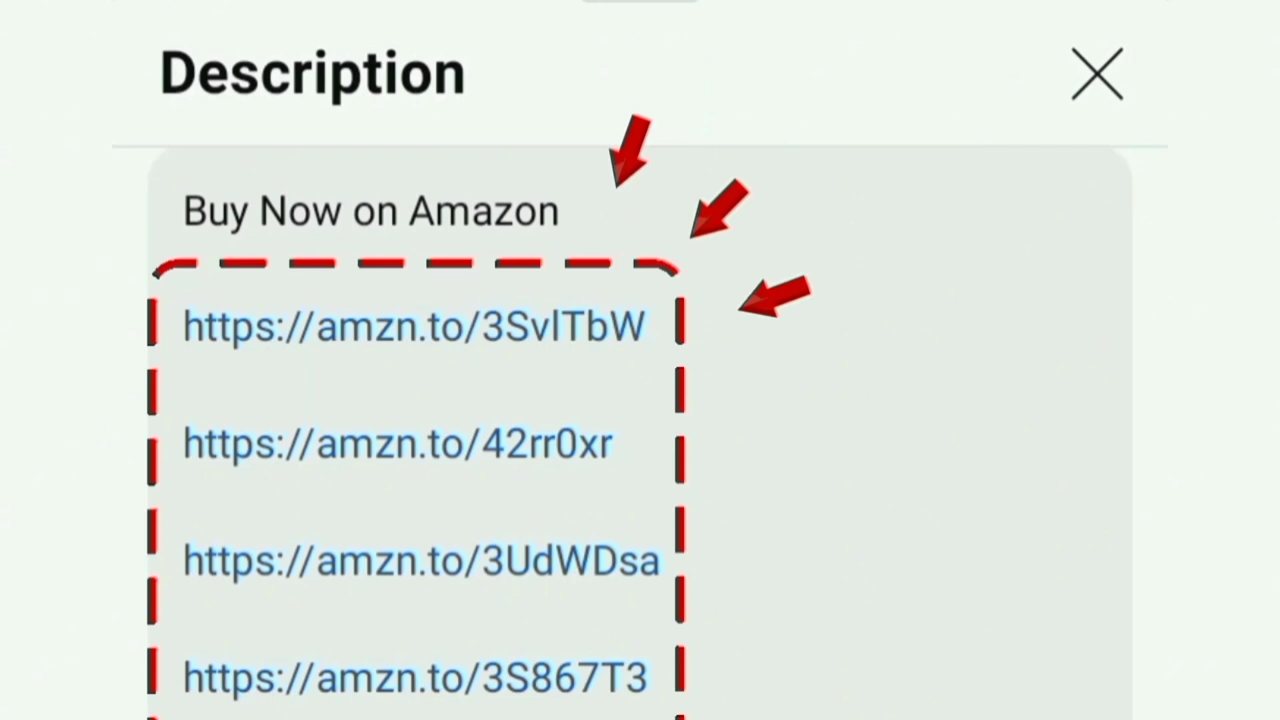 Description
Buy Now on Amazon
https://amzn.to/3SvlTbW
https://amzn.to/42rr0xr
https://amzn.to/3UdWDsa
https://amzn.to/3S867T3